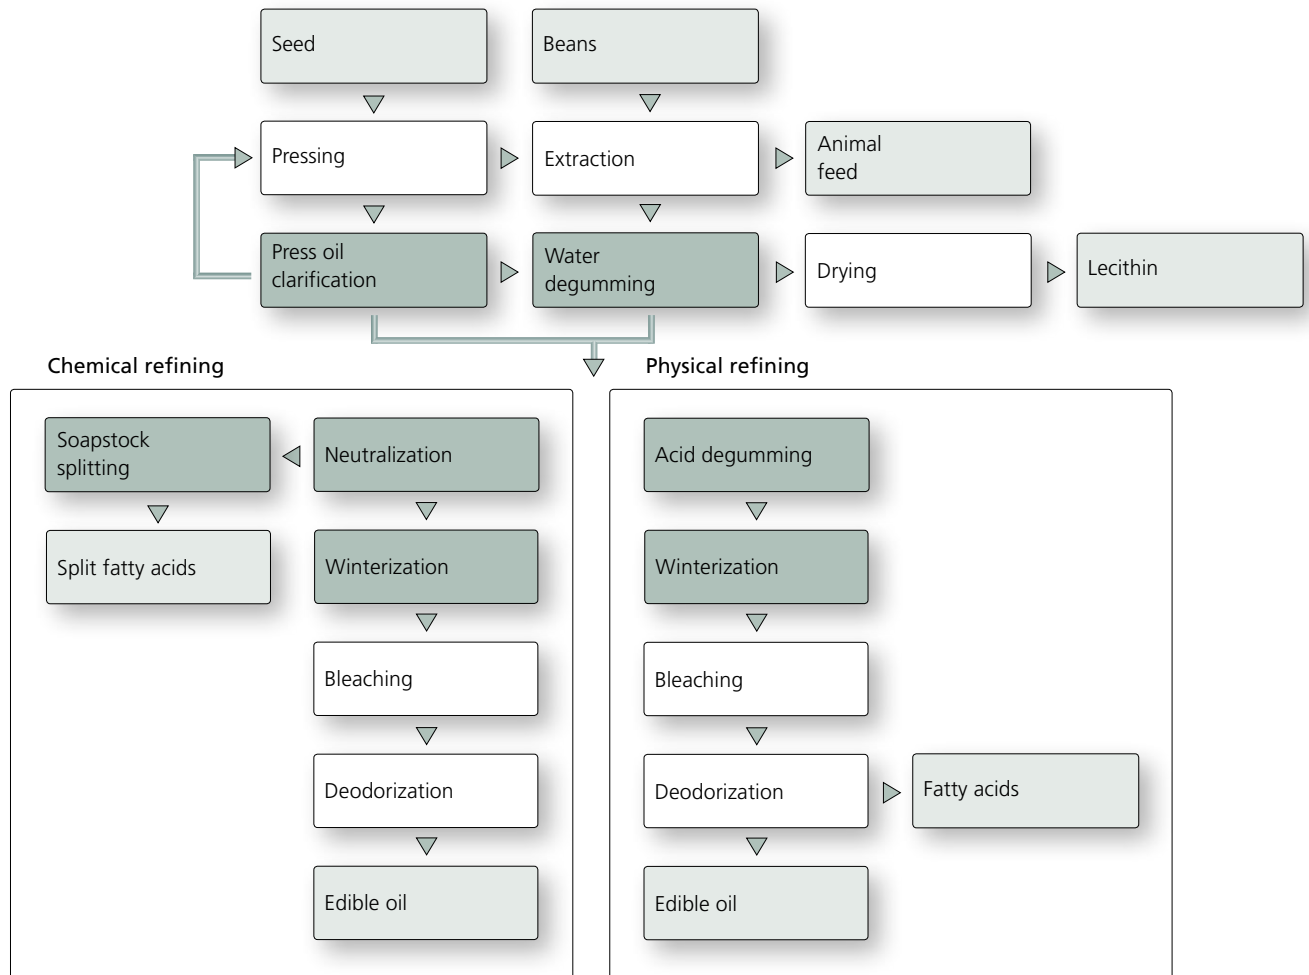 Seed
Beans
Pressing
Extraction
Animal
feed
Press oil
clarification
Water
degumming
Drying
Lecithin
Chemical refining
Soapstock
splitting
Neutralization
Split fatty acids
Winterization
Bleaching
Deodorization
Edible oil
Physical refining
Acid degumming
Winterization
Bleaching
Deodorization
Fatty acids
Edible oil